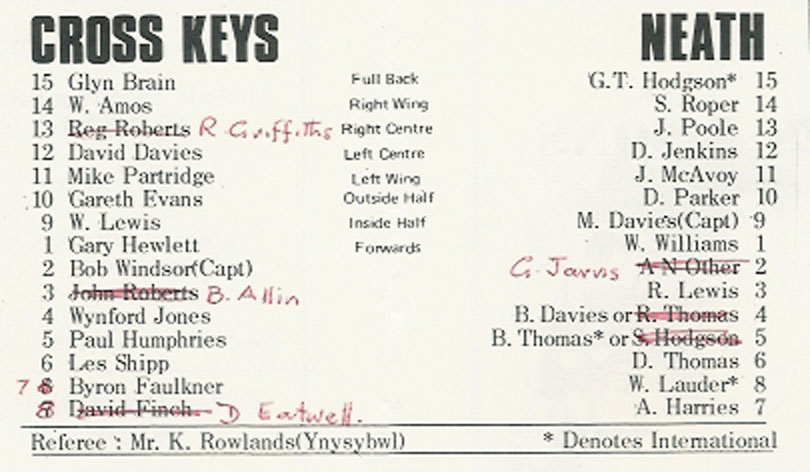 CROSS KEYS NEATH
15 Glyn Brain Full Back G.T. Hodgson* 15
14 W. Amos Right Wing S. Roper 14
13 Reg Roberts R Griffiths Right Centre J. Poole 13
12 David Davies Left Centre D. Jenkins 12
11 Mike Partridge Left Wing J. McAvoy 11
10 Gareth Evans Outside Half D. Parker 10
9 W. Lewis Inside Half M. Davies(Capt) 9
1 Gary Hewlett Forwards W. Williams 1
2 Bob Windsor(Capt) G. Jarvis A N Other 2
3 John Roberts B. Allin R. Lewis 3
4 Wynford Jones B. Davies or R. Thomas 4
5 Paul Humphries B. Thomas* or S. Hodgson 5
6 Les Shipp D. Thomas 6
7 8 Byron Faulkner W. Lauder* 8
8 David Finch D Eatwell. A. Harries 7
Referee : Mr. K. Rowlands(Ynysybwl) * Denotes International